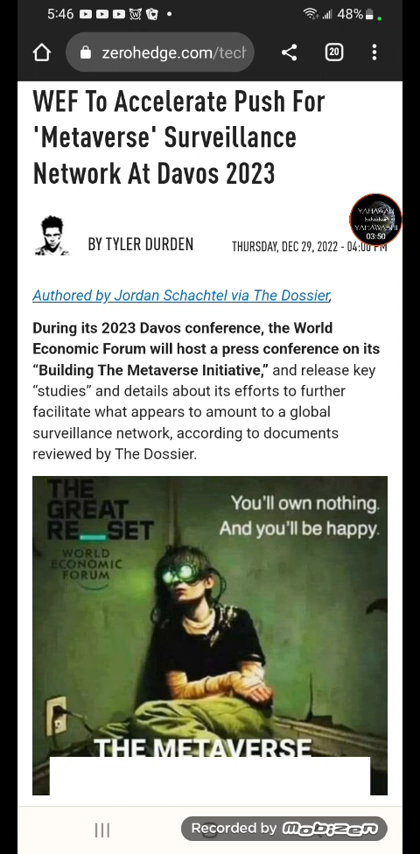 5:46
48%
zerohedge.com/tech
20
WEF To Accelerate Push For
'Metaverse' Surveillance
Network At Davos 2023
YAHAWAH
YAHAWASHI
03:50
BY TYLER DURDEN
THURSDAY, DEC 29, 2022 - 04:00 PM
Authored by Jordan Schachtel via The Dossier,
During its 2023 Davos conference, the World
Economic Forum will host a press conference on its
“Building The Metaverse Initiative,” and release key
“studies” and details about its efforts to further
facilitate what appears to amount to a global
surveillance network, according to documents
reviewed by The Dossier.
THE
GREAT
RE_SET
WORLD
ECONOMIC
FORUM
You'll own nothing.
And you'll be happy.
THE METAVERSE
Recorded by Mobizen